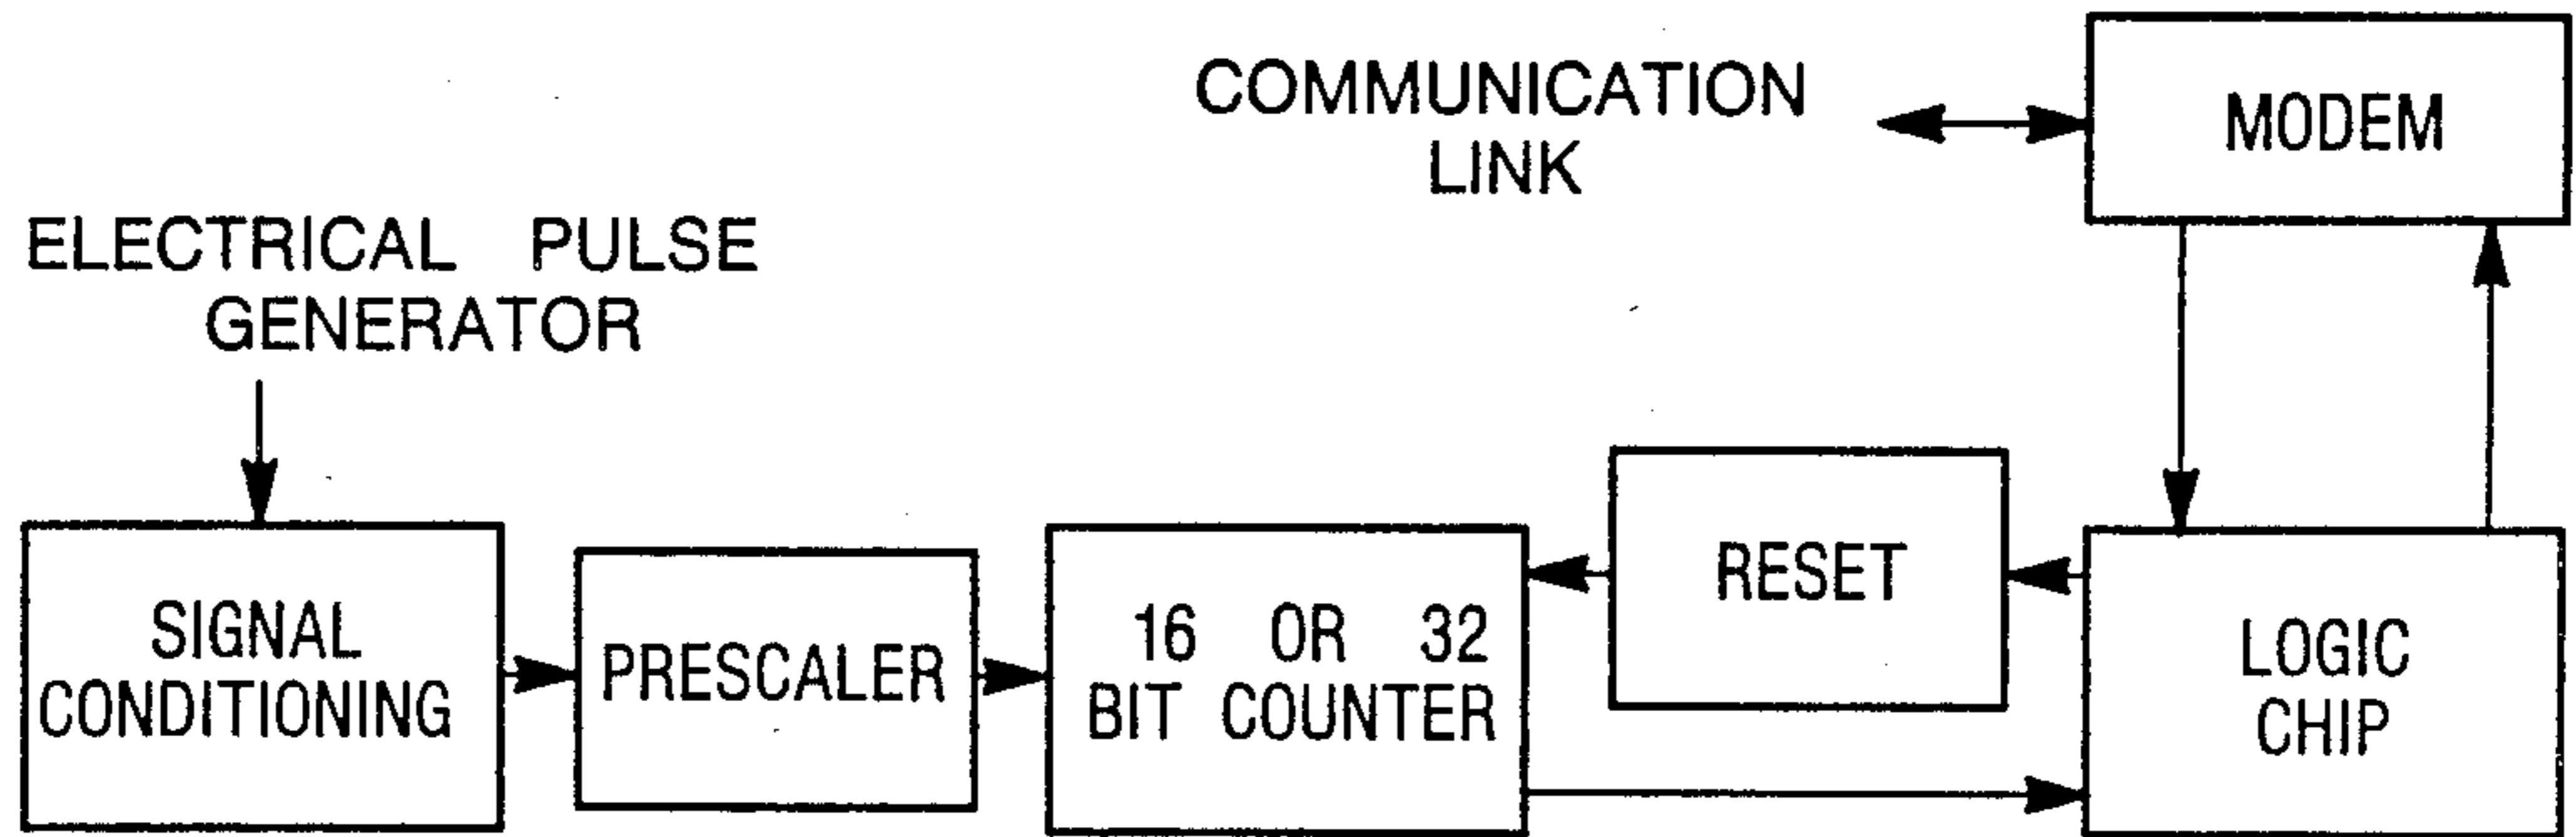 COMMUNICATION
LINK
MODEM
ELECTRICAL PULSE
GENERATOR
SIGNAL
CONDITIONING
PRESCALER
16 OR 32
BIT COUNTER
RESET
LOGIC
CHIP